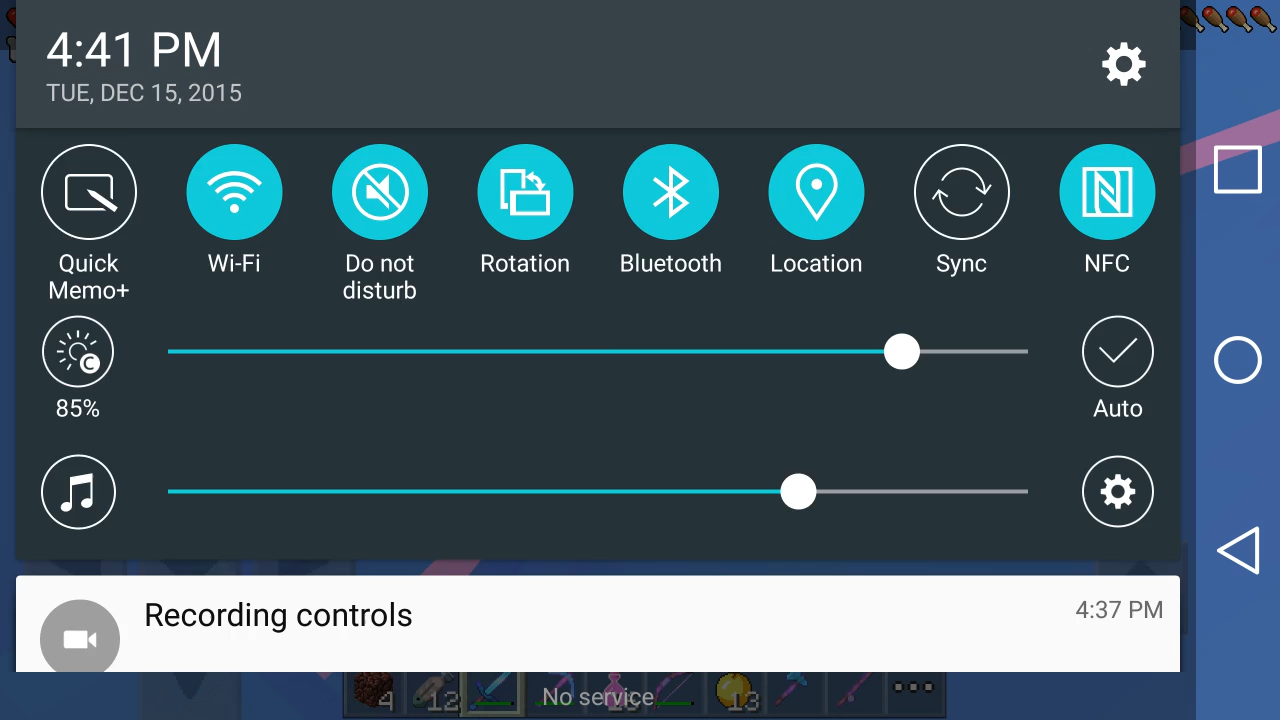 4:41 PM
TUE, DEC 15, 2015
Quick
Memo+
Wi-Fi
Do not
disturb
Rotation
Bluetooth
Location
Sync
NFC
85%
Auto
Recording controls
4:37 PM
4
12
No service
13